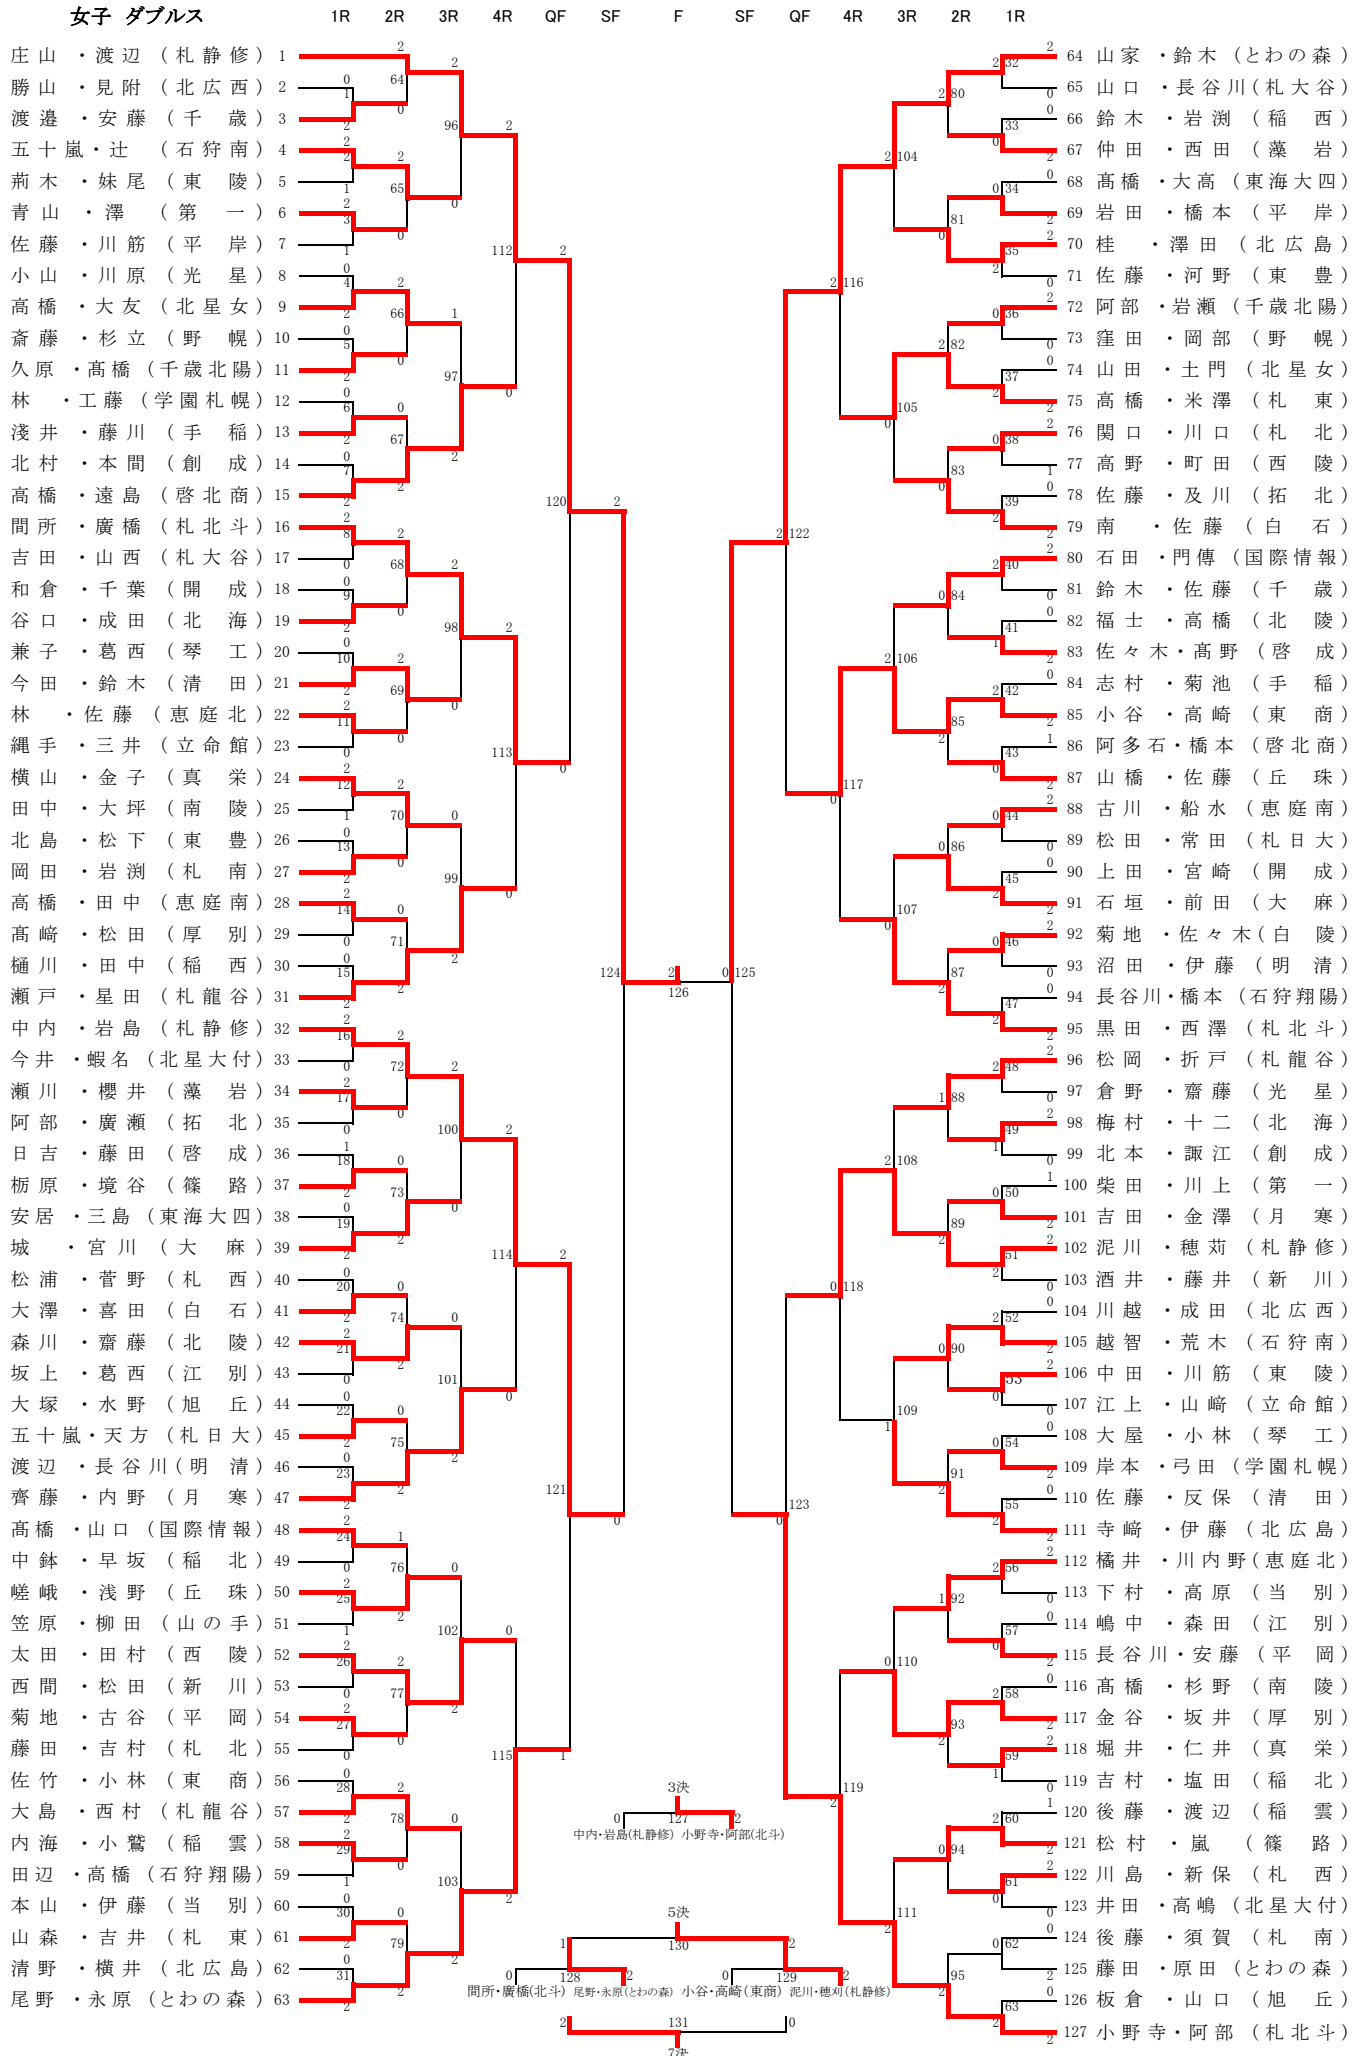 女子 ダブルス
1R 2R 3R 4R QF SF F SF QF 4R 3R 2R 1R
庄山・渡辺（札静修）1
勝山・見附（北広西）2
渡邉・安藤（千歳）3
五十嵐・辻（石狩南）4
荊木・妹尾（東陵）5
青山・澤（第一）6
佐藤・川筋（平岸）7
小山・川原（光星）8
高橋・大友（北星女）9
斎藤・杉立（野幌）10
久原・髙橋（千歳北陽）11
林・工藤（学園札幌）12
淺井・藤川（手稲）13
北村・本間（創成）14
高橋・遠島（啓北商）15
間所・廣橋（札北斗）16
吉田・山西（札大谷）17
和倉・千葉（開成）18
谷口・成田（北海）19
兼子・葛西（琴工）20
今田・鈴木（清田）21
林・佐藤（恵庭北）22
縄手・三井（立命館）23
横山・金子（真栄）24
田中・大坪（南陵）25
北島・松下（東豊）26
岡田・岩渕（札南）27
高橋・田中（恵庭南）28
髙﨑・松田（厚別）29
樋川・田中（稲西）30
瀬戸・星田（札龍谷）31
中内・岩島（札静修）32
今井・蝦名（北星大付）33
瀬川・櫻井（藻岩）34
阿部・廣瀬（拓北）35
日吉・藤田（啓成）36
栃原・境谷（篠路）37
安居・三島（東海大四）38
城・宮川（大麻）39
松浦・菅野（札西）40
大澤・喜田（白石）41
森川・齋藤（北陵）42
坂上・葛西（江別）43
大塚・水野（旭丘）44
五十嵐・天方（札日大）45
渡辺・長谷川（明清）46
齊藤・内野（月寒）47
髙橋・山口（国際情報）48
中鉢・早坂（稲北）49
嵯峨・浅野（丘珠）50
笠原・柳田（山の手）51
太田・田村（西陵）52
西間・松田（新川）53
菊地・古谷（平岡）54
藤田・吉村（札北）55
佐竹・小林（東商）56
大島・西村（札龍谷）57
内海・小鷲（稲雲）58
田辺・高橋（石狩翔陽）59
本山・伊藤（当別）60
山森・吉井（札東）61
清野・横井（北広島）62
尾野・永原（とわの森）63
64 山家・鈴木（とわの森）
65 山口・長谷川（札大谷）
66 鈴木・岩渕（稲西）
67 仲田・西田（藻岩）
68 髙橋・大高（東海大四）
69 岩田・橋本（平岸）
70 桂・澤田（北広島）
71 佐藤・河野（東豊）
72 阿部・岩瀬（千歳北陽）
73 窪田・岡部（野幌）
74 山田・土門（北星女）
75 高橋・米澤（札東）
76 関口・川口（札北）
77 高野・町田（西陵）
78 佐藤・及川（拓北）
79 南・佐藤（白石）
80 石田・門傳（国際情報）
81 鈴木・佐藤（千歳）
82 福士・高橋（北陵）
83 佐々木・髙野（啓成）
84 志村・菊池（手稲）
85 小谷・高崎（東商）
86 阿多石・橋本（啓北商）
87 山橋・佐藤（丘珠）
88 古川・船水（恵庭南）
89 松田・常田（札日大）
90 上田・宮崎（開成）
91 石垣・前田（大麻）
92 菊地・佐々木（白陵）
93 沼田・伊藤（明清）
94 長谷川・橋本（石狩翔陽）
95 黒田・西澤（札北斗）
96 松岡・折戸（札龍谷）
97 倉野・齋藤（光星）
98 梅村・十二（北海）
99 北本・諏江（創成）
100 柴田・川上（第一）
101 吉田・金澤（月寒）
102 泥川・穂苅（札静修）
103 酒井・藤井（新川）
104 川越・成田（北広西）
105 越智・荒木（石狩南）
106 中田・川筋（東陵）
107 江上・山﨑（立命館）
108 大屋・小林（琴工）
109 岸本・弓田（学園札幌）
110 佐藤・反保（清田）
111 寺﨑・伊藤（北広島）
112 橘井・川内野（恵庭北）
113 下村・高原（当別）
114 嶋中・森田（江別）
115 長谷川・安藤（平岡）
116 髙橋・杉野（南陵）
117 金谷・坂井（厚別）
118 堀井・仁井（真栄）
119 吉村・塩田（稲北）
120 後藤・渡辺（稲雲）
121 松村・嵐（篠路）
122 川島・新保（札西）
123 井田・高嶋（北星大付）
124 後藤・須賀（札南）
125 藤田・原田（とわの森）
126 板倉・山口（旭丘）
127 小野寺・阿部（札北斗）
124 2 126 0 125
3決
0 127 2
中内・岩島(札静修) 小野寺・阿部(北斗)
5決
1 130 2
0 128 2 0 129 2
間所・廣橋(北斗) 尾野・永原(とわの森) 小谷・高崎(東商) 泥川・穂刈(札静修)
2 131 0
7決